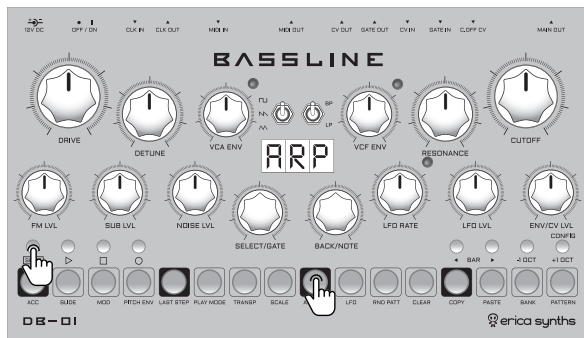 12V DC OFF / ON CLK IN CLK OUT MIDI IN MIDI OUT CV OUT GATE OUT CV IN GATE IN C.OFF CV MAIN OUT
BASSLINE
DRIVE DETUNE VCA ENV BP LP VCF ENV RESONANCE CUTOFF
ARP
FM LVL SUB LVL NOISE LVL SELECT/GATE BACK/NOTE LFO RATE LFO LVL ENV/CV LVL
CONFIG
BAR -1 OCT +1 OCT
ACC SLIDE MOD PITCH ENV LAST STEP PLAY MODE TRANSP SCALE LFO RND PATT CLEAR COPY PASTE BANK PATTERN
DB-01 erica synths